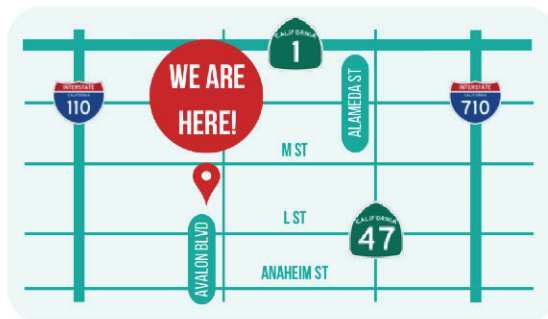 CALIFORNIA
1
WE ARE
HERE!
INTERSTATE
CALIFORNIA
110
ALAMEDA ST
INTERSTATE
CALIFORNIA
710
M ST
L ST
CALIFORNIA
47
AVALON BLVD
ANAHEIM ST